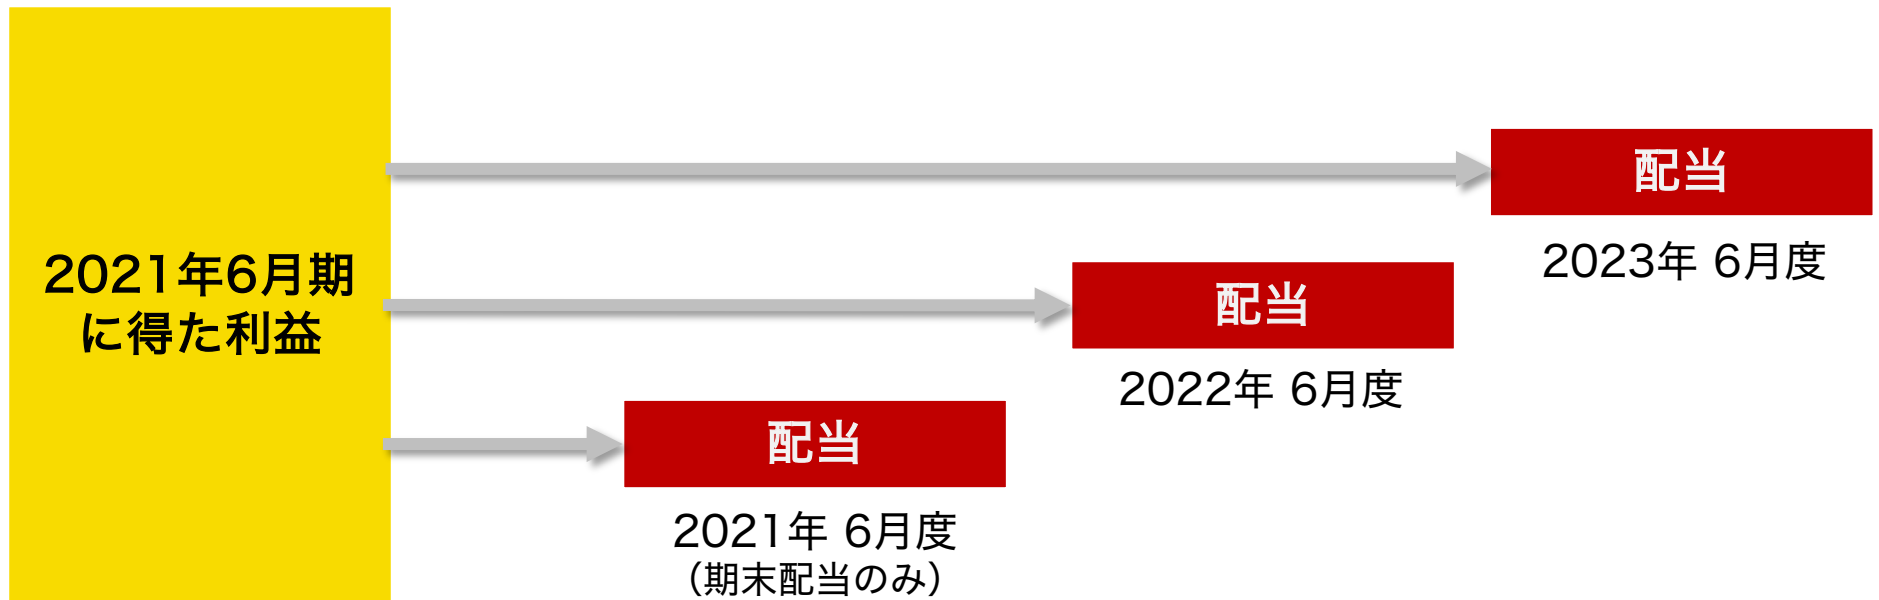 2021年6月期
に得た利益
配当
2023年 6月度
配当
2022年 6月度
配当
2021年 6月度
（期末配当のみ）